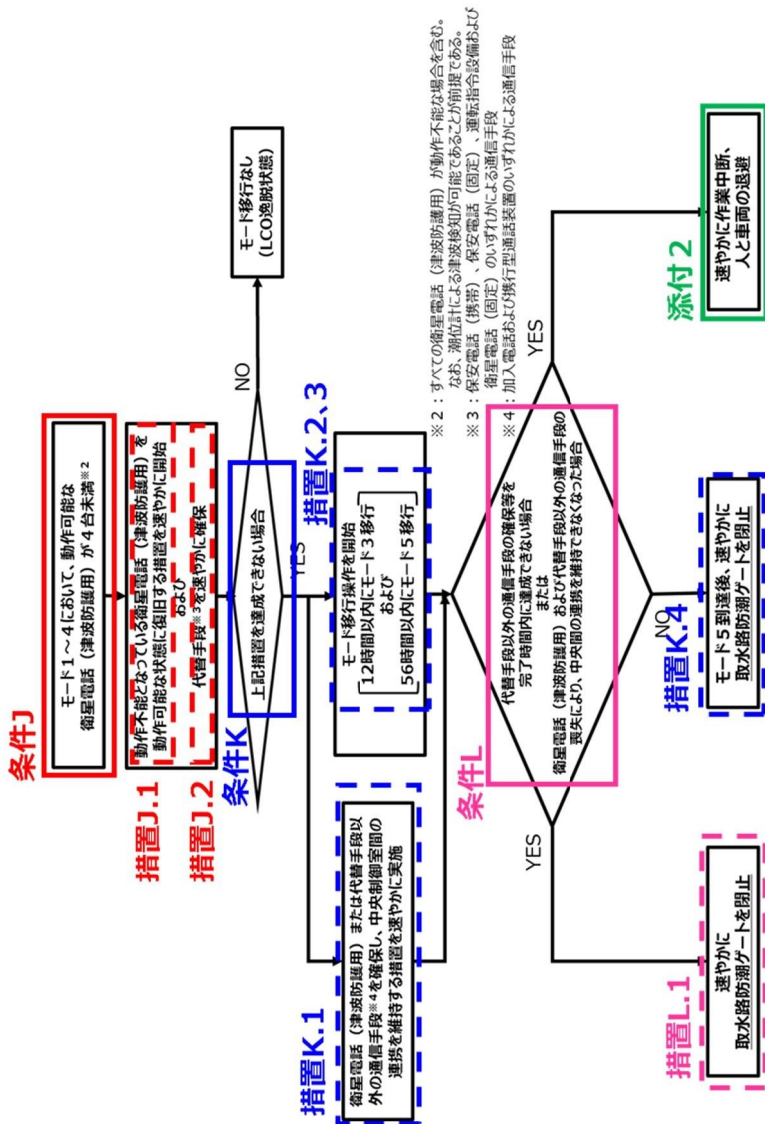 条件J
モード1~4において、動作可能な
衛星電話（津波防護用）が4台未満※2
措置J.1
動作不能となっている衛星電話（津波防護用）を
動作可能な状態に復旧する措置を速やかに開始
および
措置J.2
代替手段※3を速やかに確保
条件K
上記措置を達成できない場合
NO
モード移行なし
(LCO逸脱状態)
YES
措置K.1
衛星電話（津波防護用）または代替手段以
外の通信手段※4を確保し、中央制御室間の
連携を維持する措置を速やかに実施
措置K.2、3
モード移行操作を開始
12時間以内にモード3移行
および
56時間以内にモード5移行
※2：すべての衛星電話（津波防護用）が動作不能な場合を含む。
なお、潮位計による津波検知が可能であることが前提である。
※3：保安電話（携帯）、保安電話（固定）、運転指令設備および
衛星電話（固定）のいずれかによる通信手段
※4：加入電話および携行型通話装置のいずれかによる通信手段
条件L
代替手段以外の通信手段の確保等を
完了時間内に達成できない場合
または
衛星電話（津波防護用）および代替手段以外の通信手段の
喪失により、中央間の連携を維持できなくなった場合
YES
NO
YES
措置L.1
速やかに
取水路防潮ゲートを閉止
措置K.4
モード5到達後、速やかに
取水路防潮ゲートを閉止
添付2
速やかに作業中断、
人と車両の退避